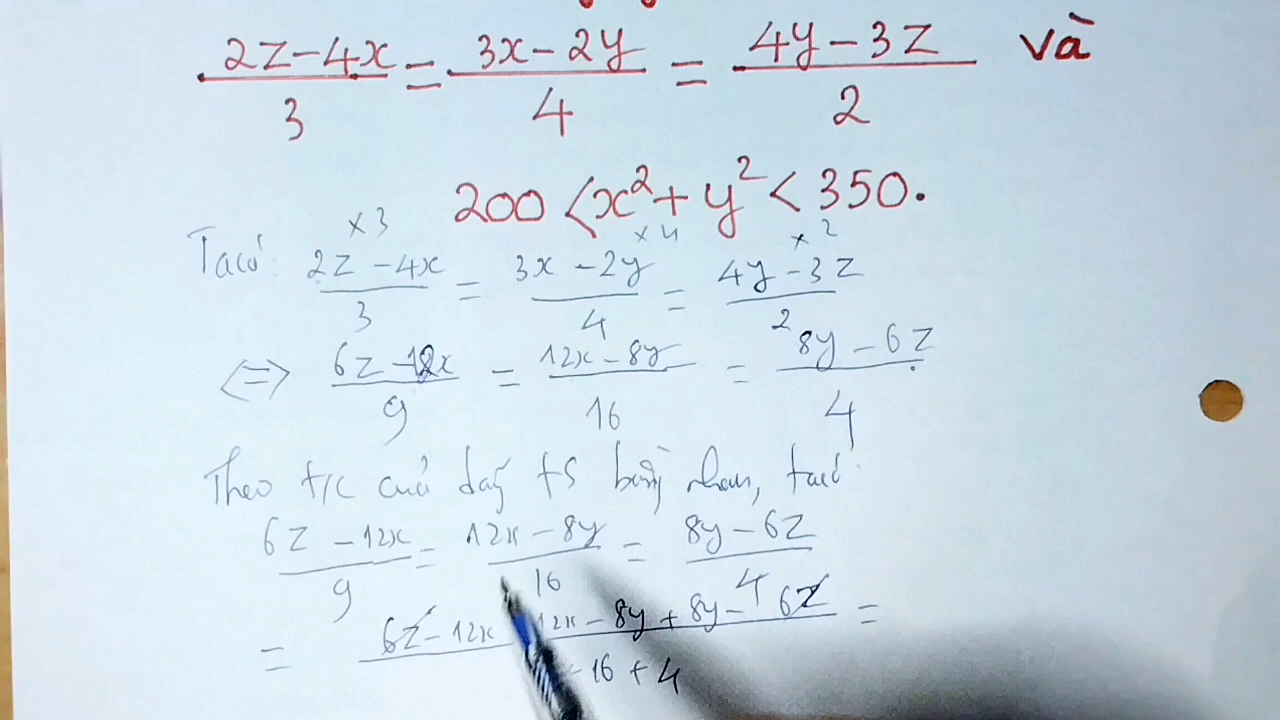 (2z-4x)/3 = (3x-2y)/4 = (4y-3z)/2 và
200 < x² + y² < 350.
×3 ×4 ×2
Ta có: (2z-4x)/3 = (3x-2y)/4 = (4y-3z)/2
<=> (6z-12x)/9 = (12x-8y)/16 = (8y-6z)/4
Theo t/c của dãy tS bằng nhau, ta có
(6z-12x)/9 = (12x-8y)/16 = (8y-6z)/4
= 6z-12x 12x-8y+8y-6z =
16+4